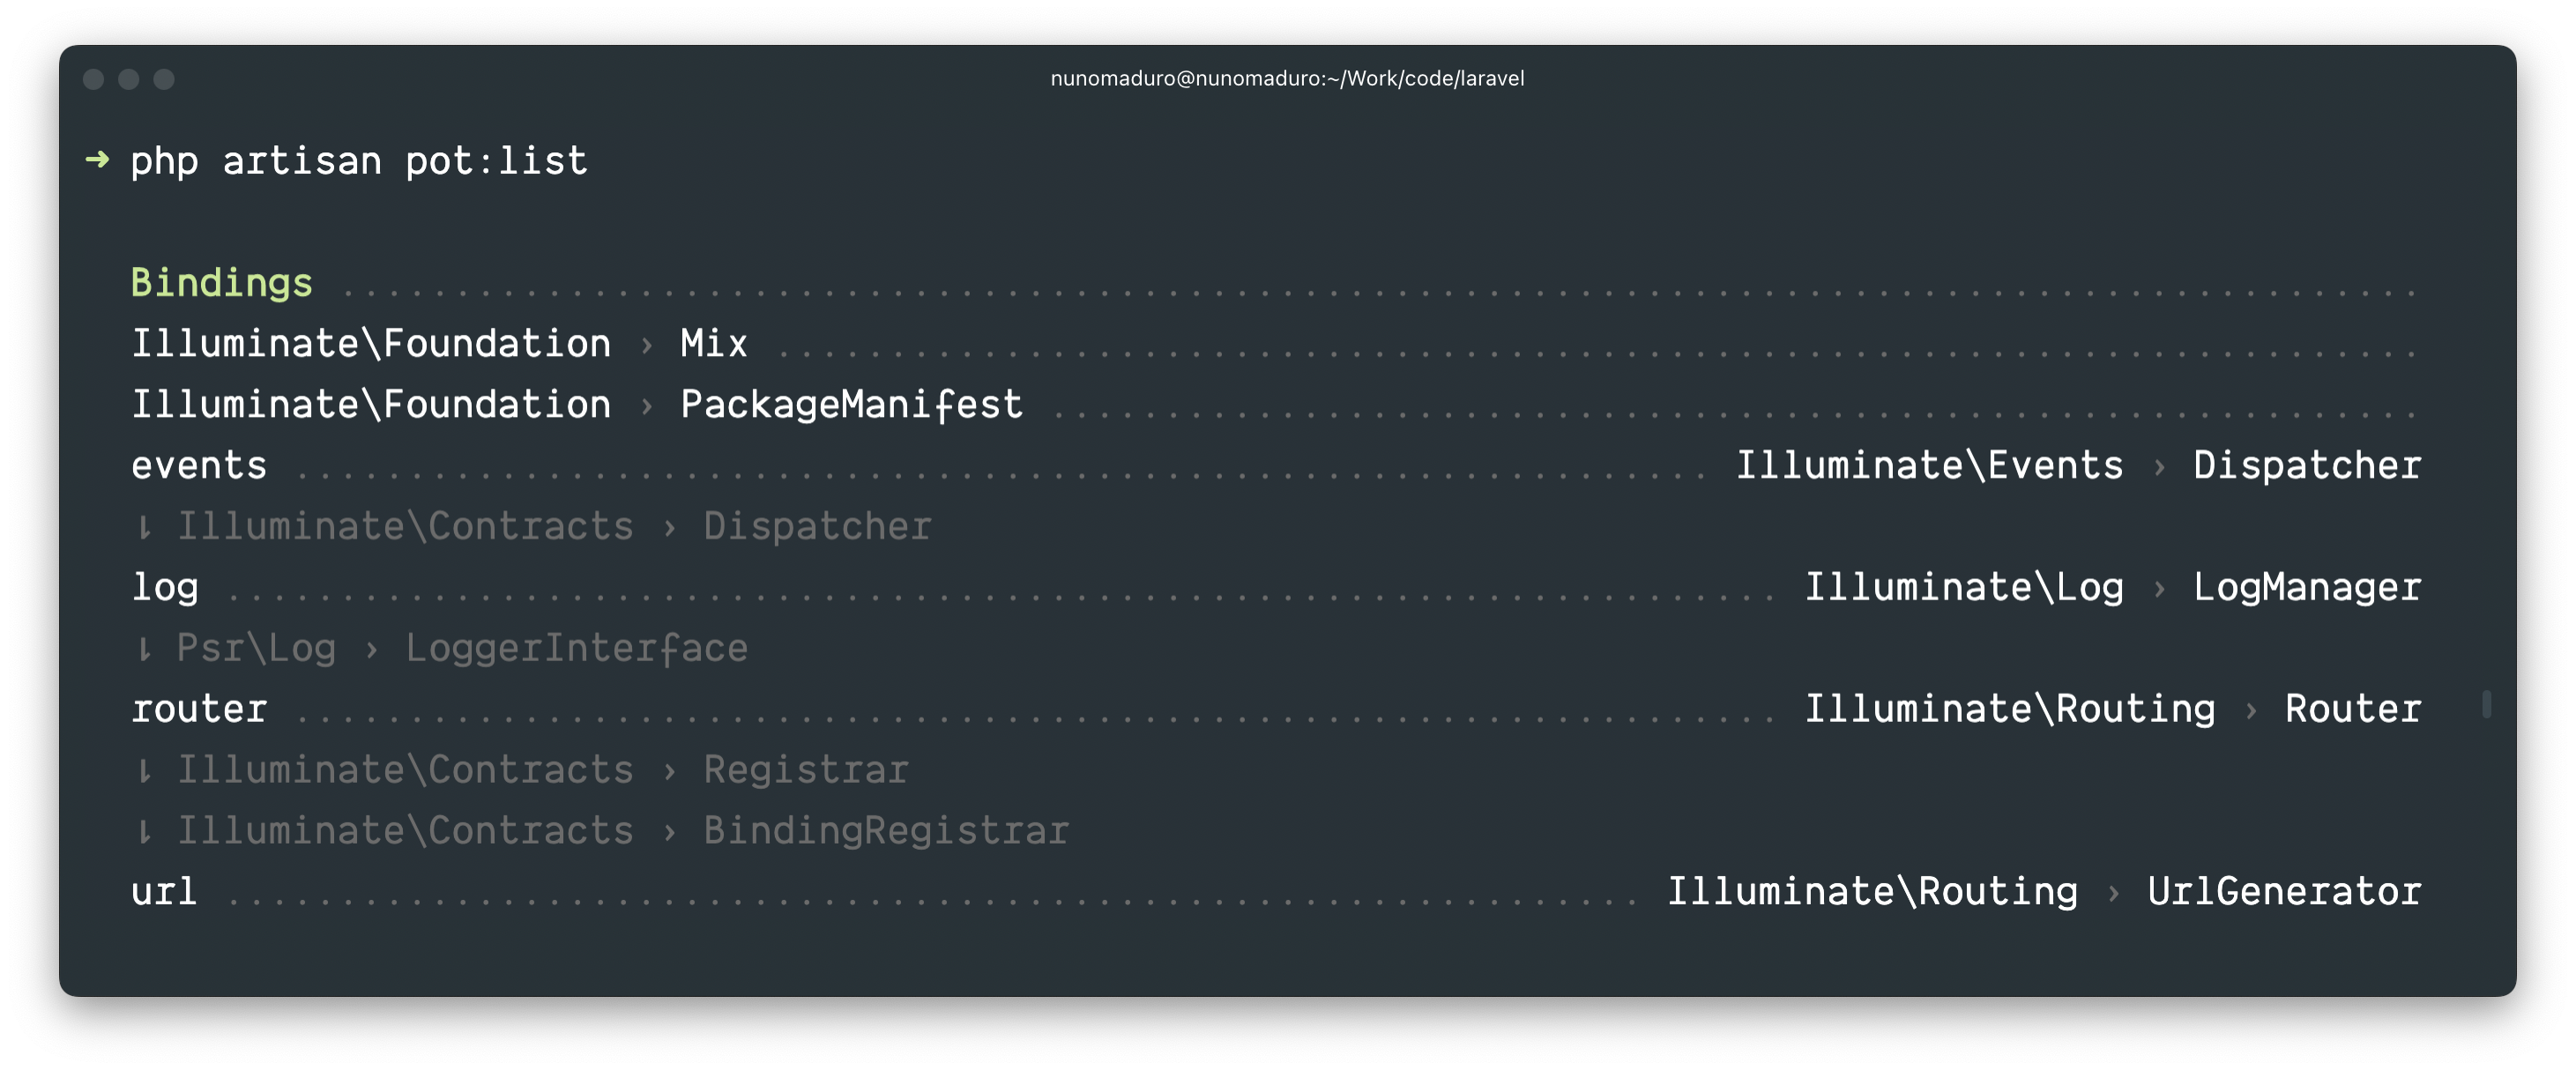 nunomaduro@nunomaduro:~/Work/code/laravel
➜ php artisan pot:list
Bindings ...........................................................................................
Illuminate\Foundation › Mix ........................................................................
Illuminate\Foundation › PackageManifest ............................................................
events .............................................................. Illuminate\Events › Dispatcher
⇂ Illuminate\Contracts › Dispatcher
log .................................................................... Illuminate\Log › LogManager
⇂ Psr\Log › LoggerInterface
router ................................................................. Illuminate\Routing › Router
⇂ Illuminate\Contracts › Registrar
⇂ Illuminate\Contracts › BindingRegistrar
url .............................................................. Illuminate\Routing › UrlGenerator